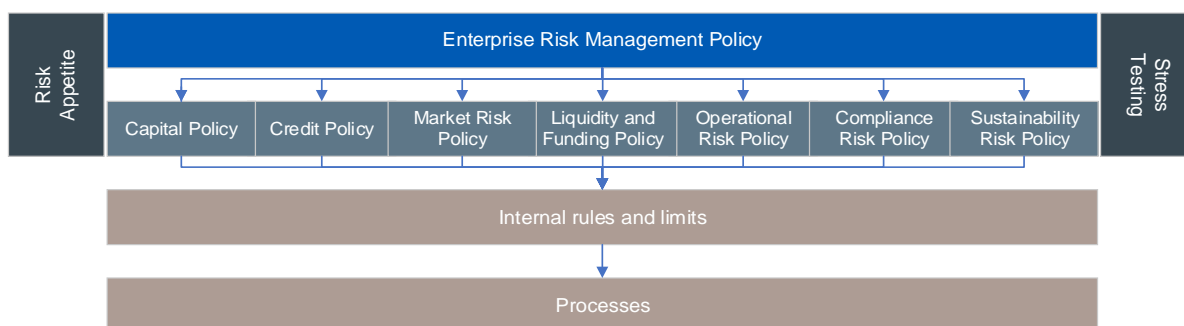 Enterprise Risk Management Policy
Risk
Appetite
Stress
Testing
Capital Policy
Credit Policy
Market Risk
Policy
Liquidity and
Funding Policy
Operational
Risk Policy
Compliance
Risk Policy
Sustainability
Risk Policy
Internal rules and limits
Processes